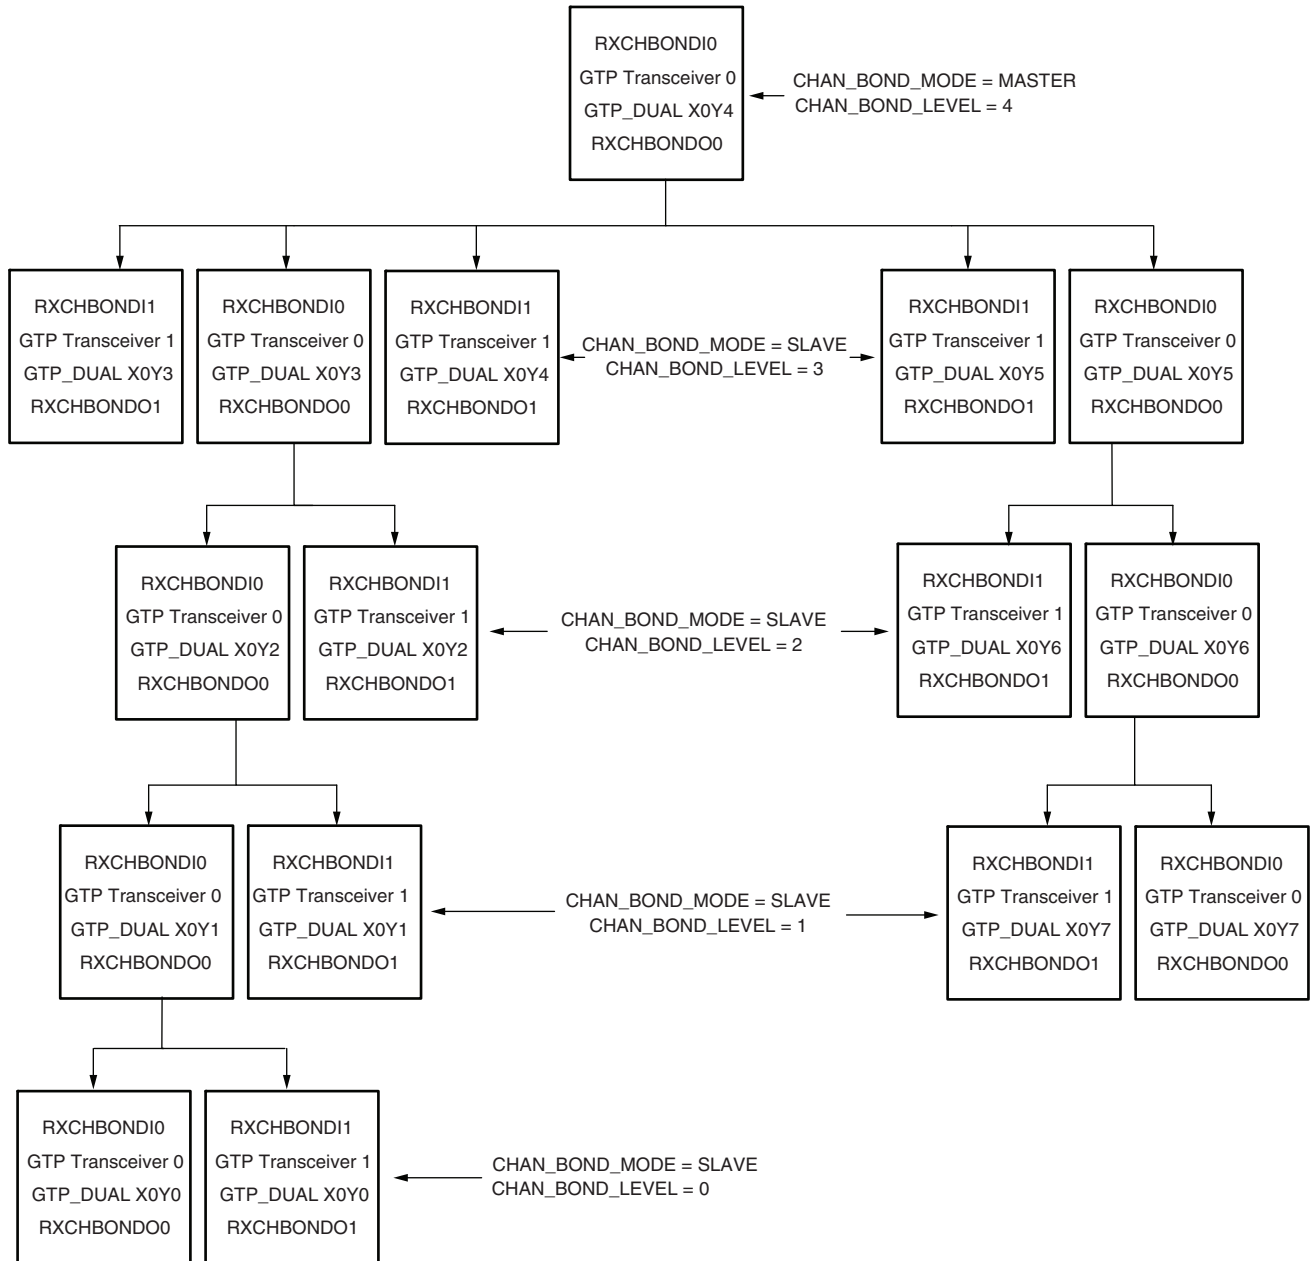 RXCHBONDI0
GTP Transceiver 0
GTP_DUAL X0Y4
RXCHBONDO0
CHAN_BOND_MODE = MASTER
CHAN_BOND_LEVEL = 4
RXCHBONDI1
GTP Transceiver 1
GTP_DUAL X0Y3
RXCHBONDO1
RXCHBONDI0
GTP Transceiver 0
GTP_DUAL X0Y3
RXCHBONDO0
RXCHBONDI1
GTP Transceiver 1
GTP_DUAL X0Y4
RXCHBONDO1
CHAN_BOND_MODE = SLAVE
CHAN_BOND_LEVEL = 3
RXCHBONDI1
GTP Transceiver 1
GTP_DUAL X0Y5
RXCHBONDO1
RXCHBONDI0
GTP Transceiver 0
GTP_DUAL X0Y5
RXCHBONDO0
RXCHBONDI0
GTP Transceiver 0
GTP_DUAL X0Y2
RXCHBONDO0
RXCHBONDI1
GTP Transceiver 1
GTP_DUAL X0Y2
RXCHBONDO1
CHAN_BOND_MODE = SLAVE
CHAN_BOND_LEVEL = 2
RXCHBONDI1
GTP Transceiver 1
GTP_DUAL X0Y6
RXCHBONDO1
RXCHBONDI0
GTP Transceiver 0
GTP_DUAL X0Y6
RXCHBONDO0
RXCHBONDI0
GTP Transceiver 0
GTP_DUAL X0Y1
RXCHBONDO0
RXCHBONDI1
GTP Transceiver 1
GTP_DUAL X0Y1
RXCHBONDO1
CHAN_BOND_MODE = SLAVE
CHAN_BOND_LEVEL = 1
RXCHBONDI1
GTP Transceiver 1
GTP_DUAL X0Y7
RXCHBONDO1
RXCHBONDI0
GTP Transceiver 0
GTP_DUAL X0Y7
RXCHBONDO0
RXCHBONDI0
GTP Transceiver 0
GTP_DUAL X0Y0
RXCHBONDO0
RXCHBONDI1
GTP Transceiver 1
GTP_DUAL X0Y0
RXCHBONDO1
CHAN_BOND_MODE = SLAVE
CHAN_BOND_LEVEL = 0